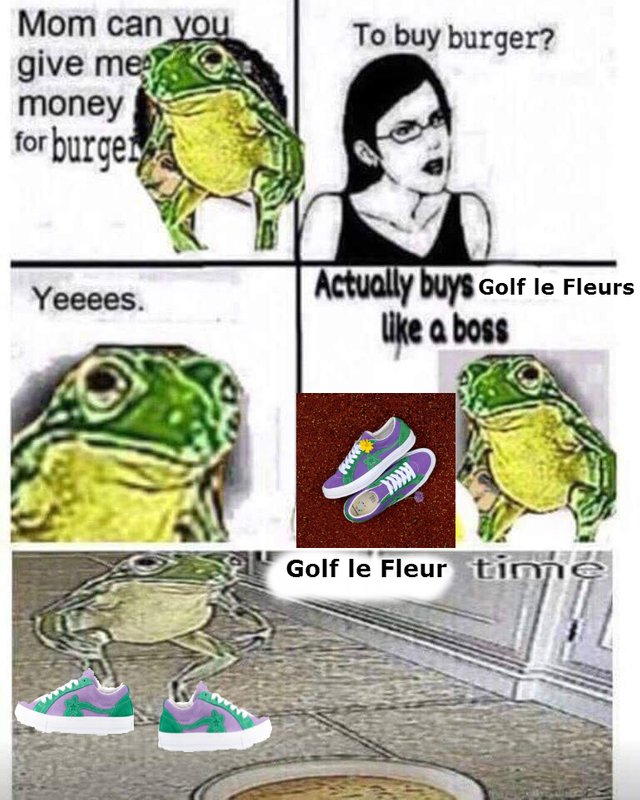 Mom can you
give me
money
for burger
To buy burger?
Yeeees.
Actually buys Golf le Fleurs
like a boss
Golf le Fleur time